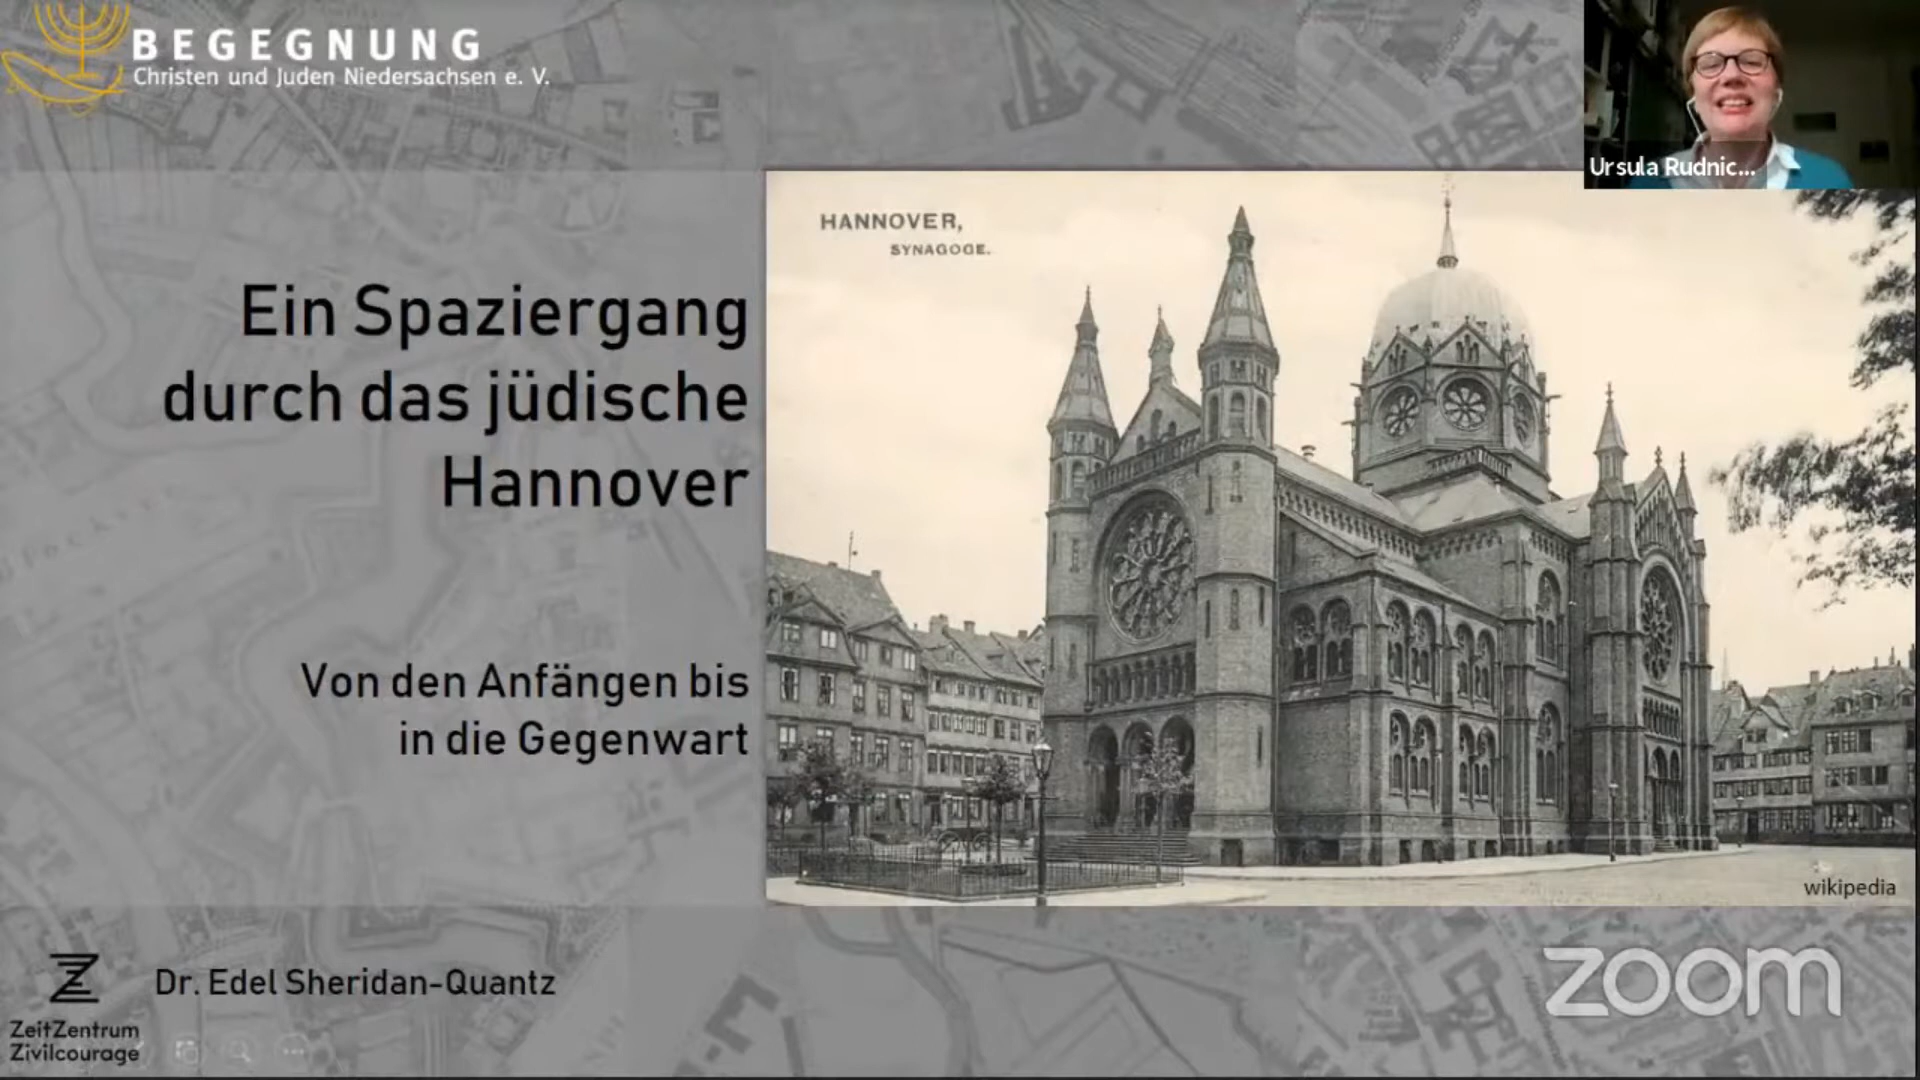 BEGEGNUNG
Christen und Juden Niedersachsen e. V.
Ursula Rudnic...
HANNOVER,
SYNAGOGE.
Ein Spaziergang
durch das jüdische
Hannover
Von den Anfängen bis
in die Gegenwart
wikipedia
Dr. Edel Sheridan-Quantz
ZeitZentrum
Zivilcourage
zoom